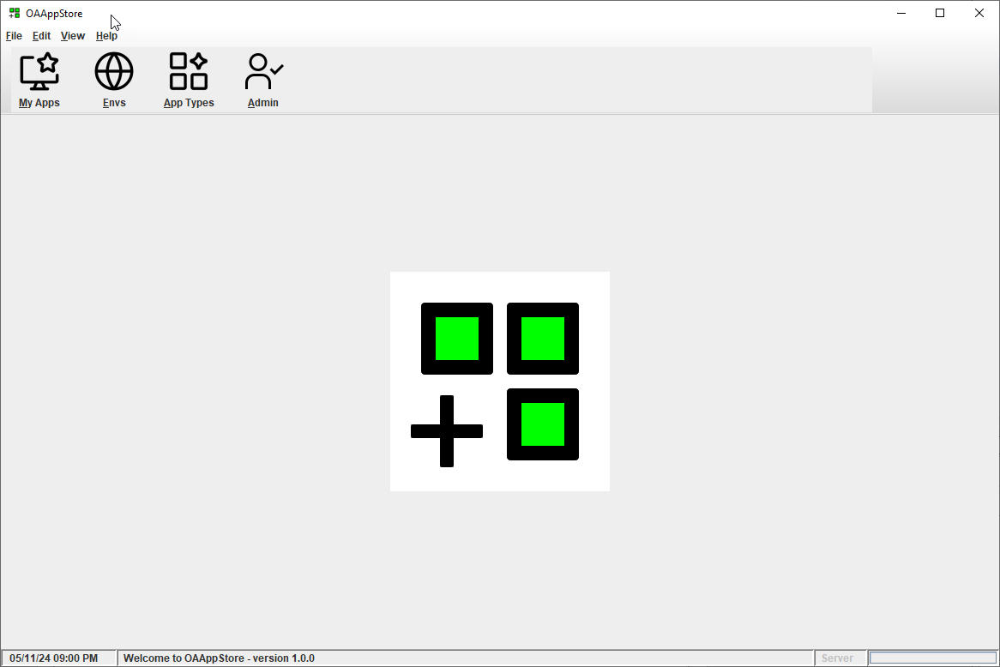 OAAppStore
File Edit View Help
My Apps Envs App Types Admin
05/11/24 09:00 PM Welcome to OAAppStore - version 1.0.0 Server